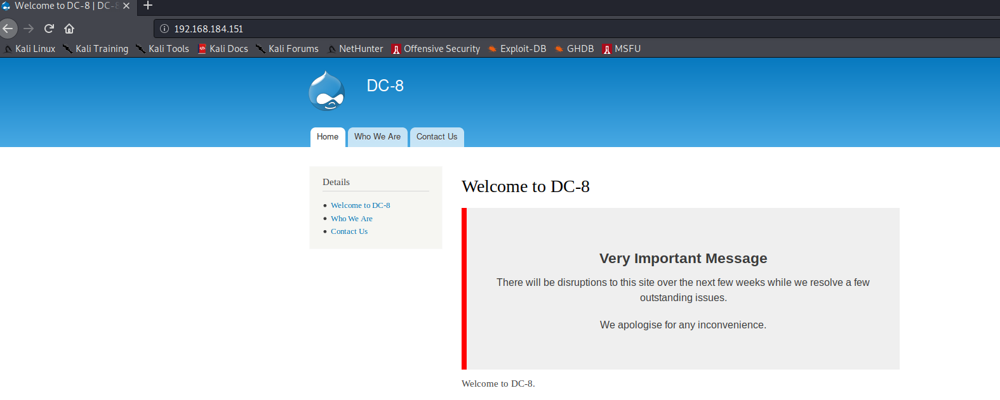 Welcome to DC-8 | DC-8
192.168.184.151
Kali Linux Kali Training Kali Tools Kali Docs Kali Forums NetHunter Offensive Security Exploit-DB GHDB MSFU
DC-8
Home Who We Are Contact Us
Details
Welcome to DC-8
Who We Are
Contact Us
Welcome to DC-8
Very Important Message
There will be disruptions to this site over the next few weeks while we resolve a few
outstanding issues.
We apologise for any inconvenience.
Welcome to DC-8.